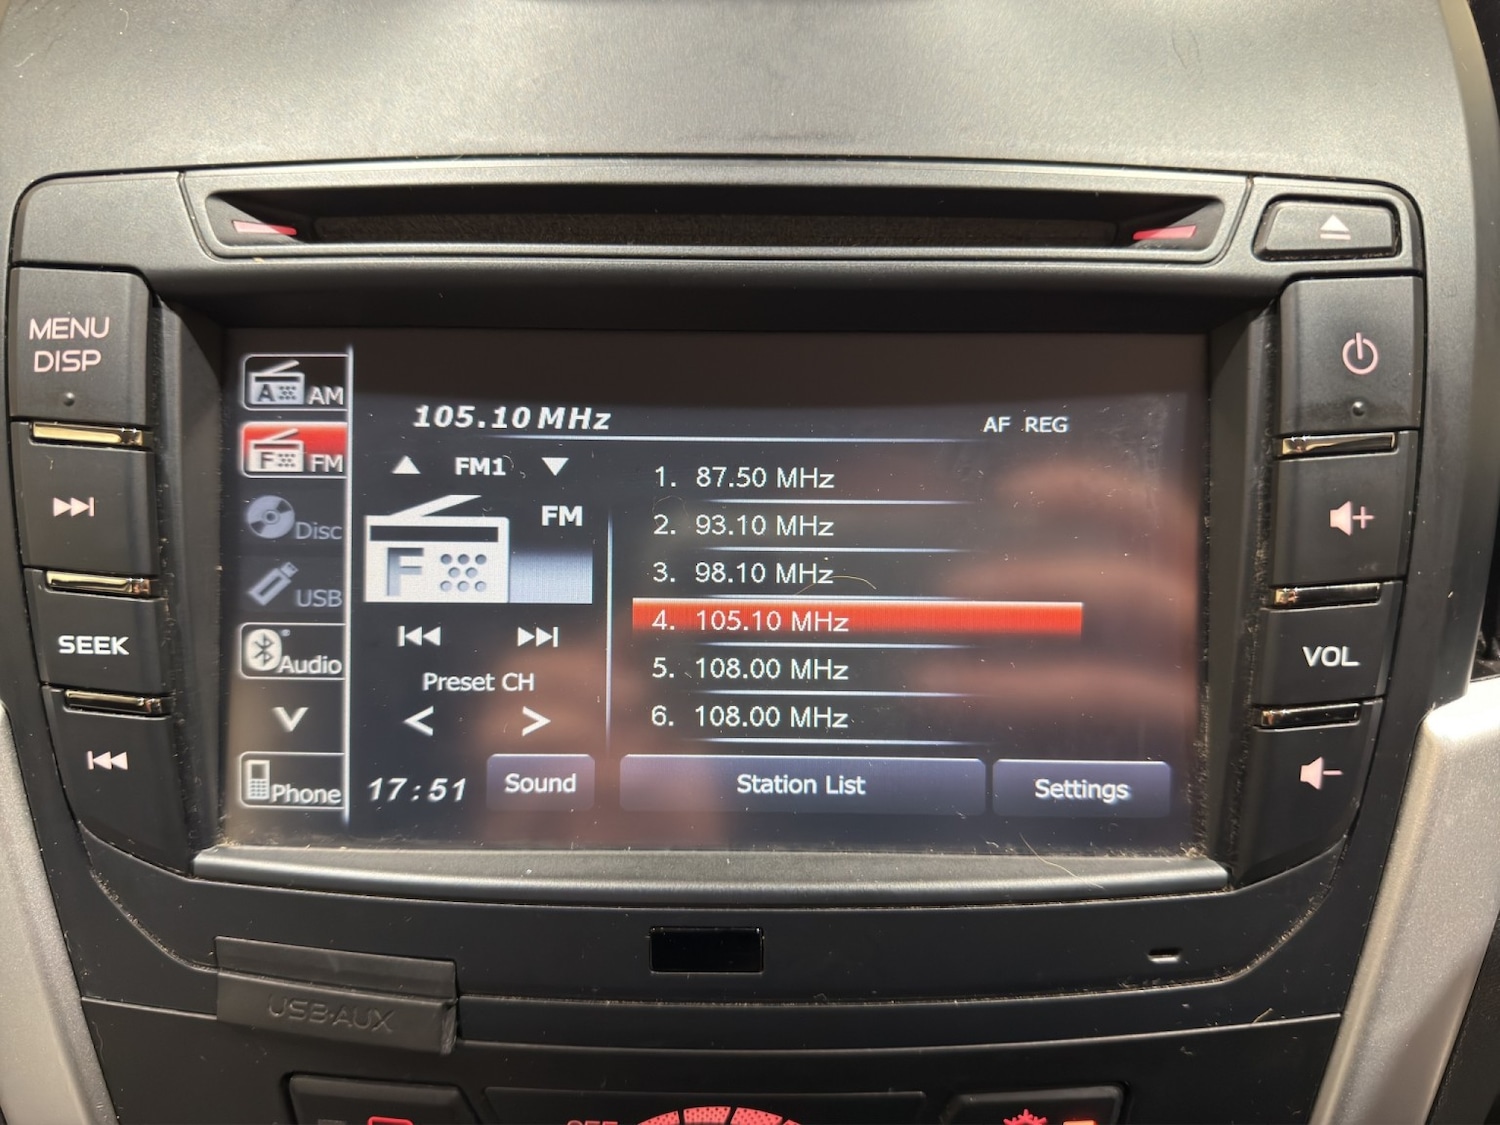 MENU
DISP
SEEK
VOL
A AM
F FM
Disc
USB
Audio
Phone
105.10 MHz
AF REG
FM1
FM
F
Preset CH
17:51
1. 87.50 MHz
2. 93.10 MHz
3. 98.10 MHz
4. 105.10 MHz
5. 108.00 MHz
6. 108.00 MHz
Sound
Station List
Settings
USB·AUX